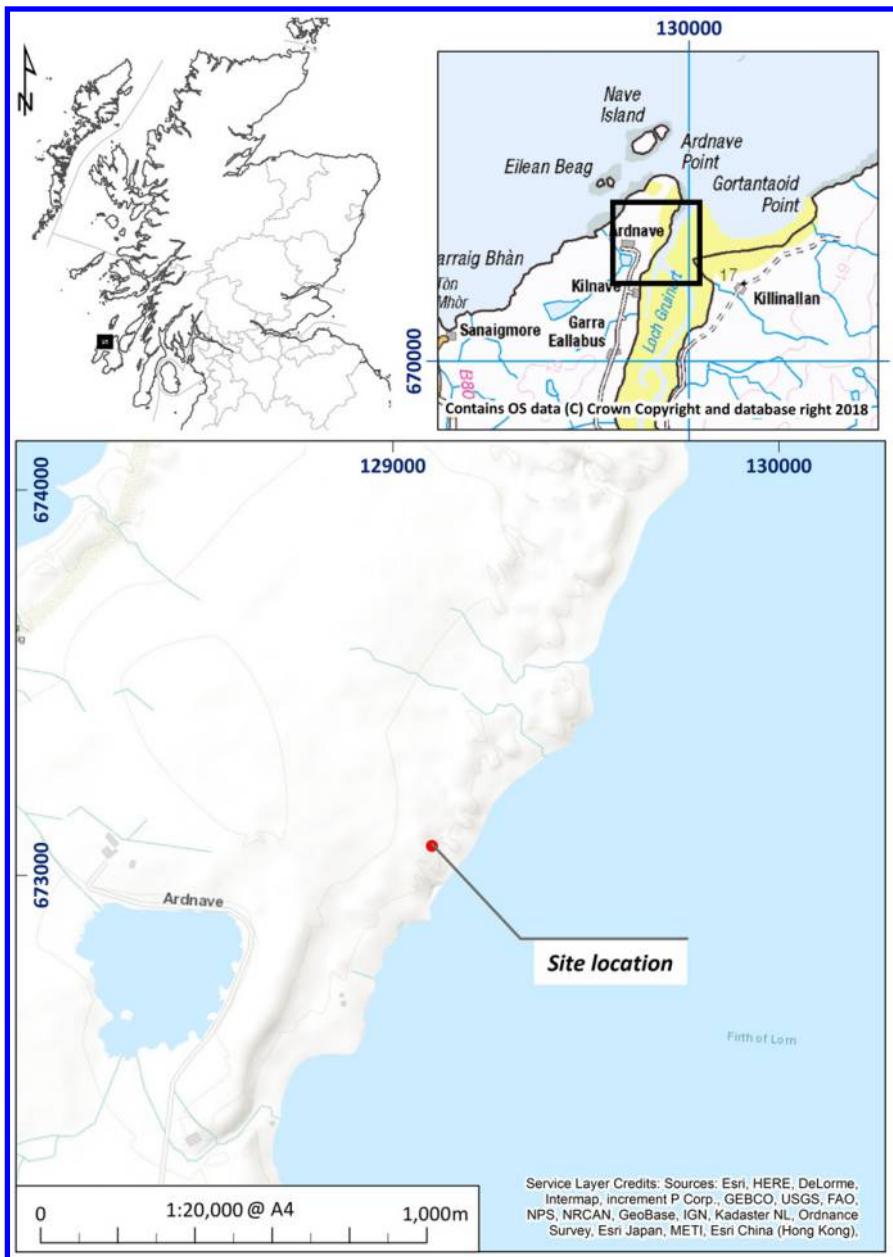 N
130000
Nave
Island
Ardnave
Point
Eilean Beag
Gortantaoid
Point
Ardnave
arraig Bhàn
Tòn
Mhòr
Kilnave
17
Killinallan
Sanaigmore
Garra
Eallabus
Loch Gruinart
670000
B80
Contains OS data (C) Crown Copyright and database right 2018
129000
130000
674000
673000
Ardnave
Site location
Firth of Lorn
0
1:20,000 @ A4
1,000m
Service Layer Credits: Sources: Esri, HERE, DeLorme,
Intermap, increment P Corp., GEBCO, USGS, FAO,
NPS, NRCAN, GeoBase, IGN, Kadaster NL, Ordnance
Survey, Esri Japan, METI, Esri China (Hong Kong),